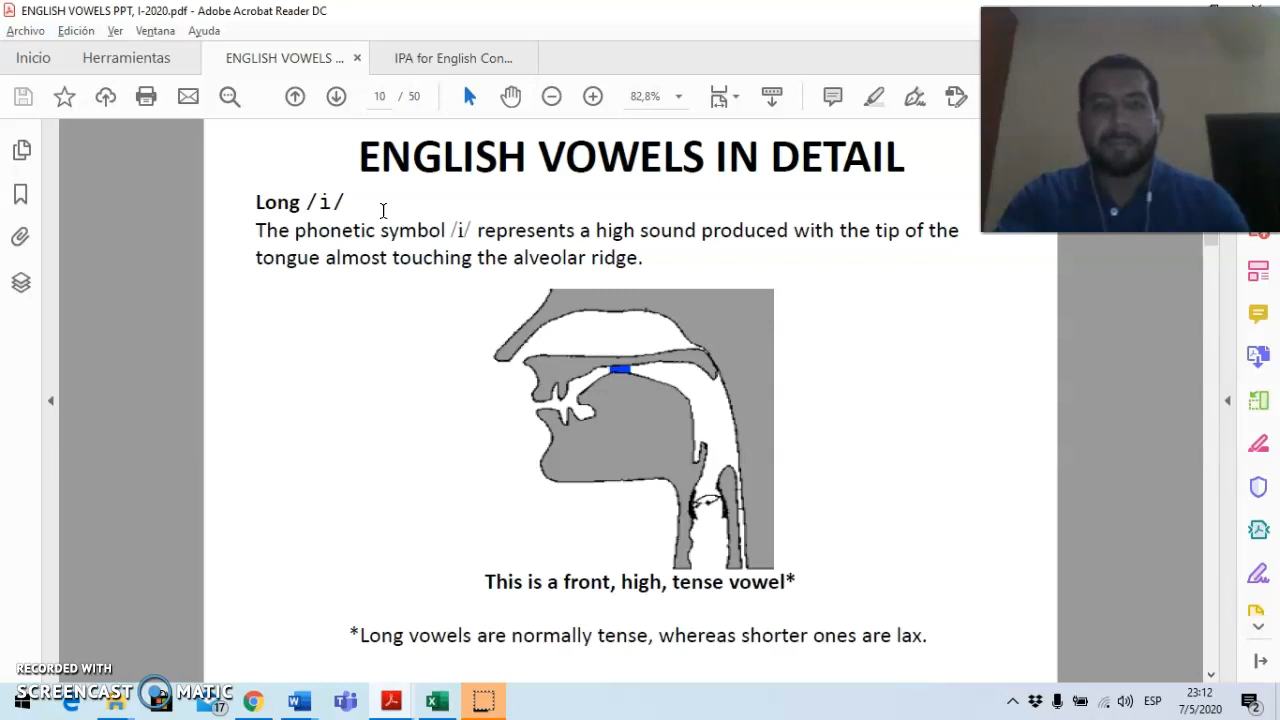 ENGLISH VOWELS PPT, I-2020.pdf - Adobe Acrobat Reader DC
Archivo Edición Ver Ventana Ayuda
Inicio Herramientas ENGLISH VOWELS ... × IPA for English Con...
10 / 50 82,8%
ENGLISH VOWELS IN DETAIL
Long /i/
The phonetic symbol /i/ represents a high sound produced with the tip of the
tongue almost touching the alveolar ridge.
This is a front, high, tense vowel*
*Long vowels are normally tense, whereas shorter ones are lax.
RECORDED WITH
SCREENCAST MATIC
17
ESP
23:12
7/5/2020
2